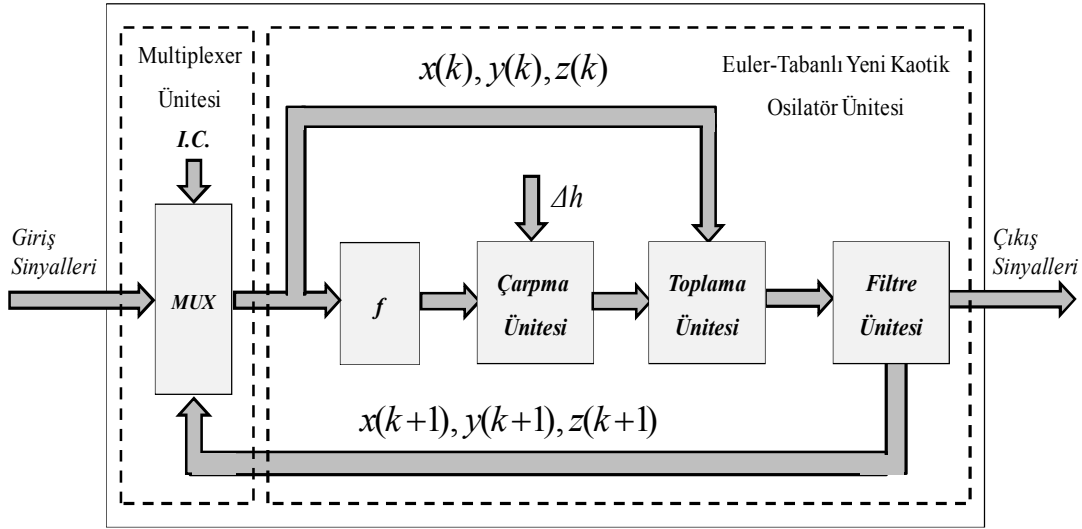 Multiplexer
Ünitesi
I.C.
x(k), y(k), z(k)
Euler-Tabanlı Yeni Kaotik
Osilatör Ünitesi
Δh
Giriş
Sinyalleri
MUX
f
Çarpma
Ünitesi
Toplama
Ünitesi
Filtre
Ünitesi
Çıkış
Sinyalleri
x(k+1), y(k+1), z(k+1)